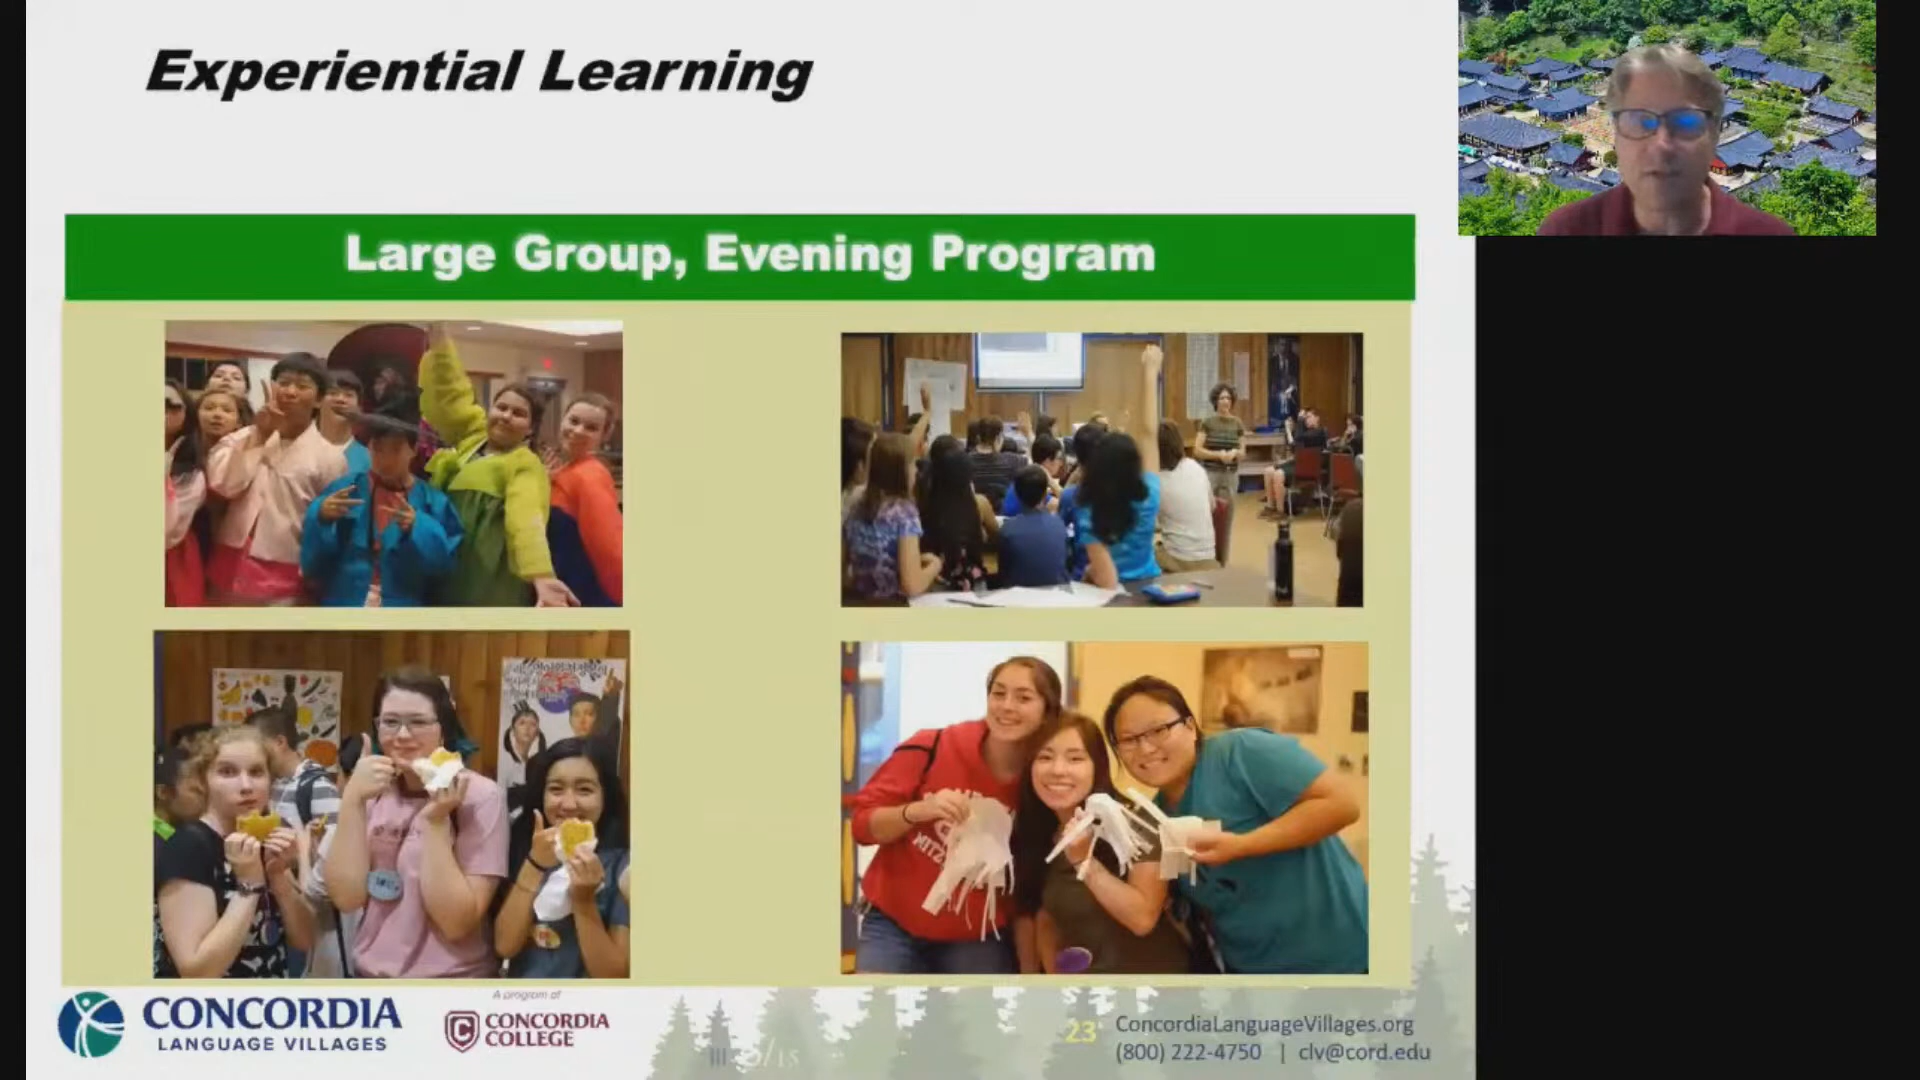 Experiential Learning
Large Group, Evening Program
CONCORDIA
LANGUAGE VILLAGES
A program of
CONCORDIA
COLLEGE
23
ConcordiaLanguageVillages.org
(800) 222-4750 | clv@cord.edu